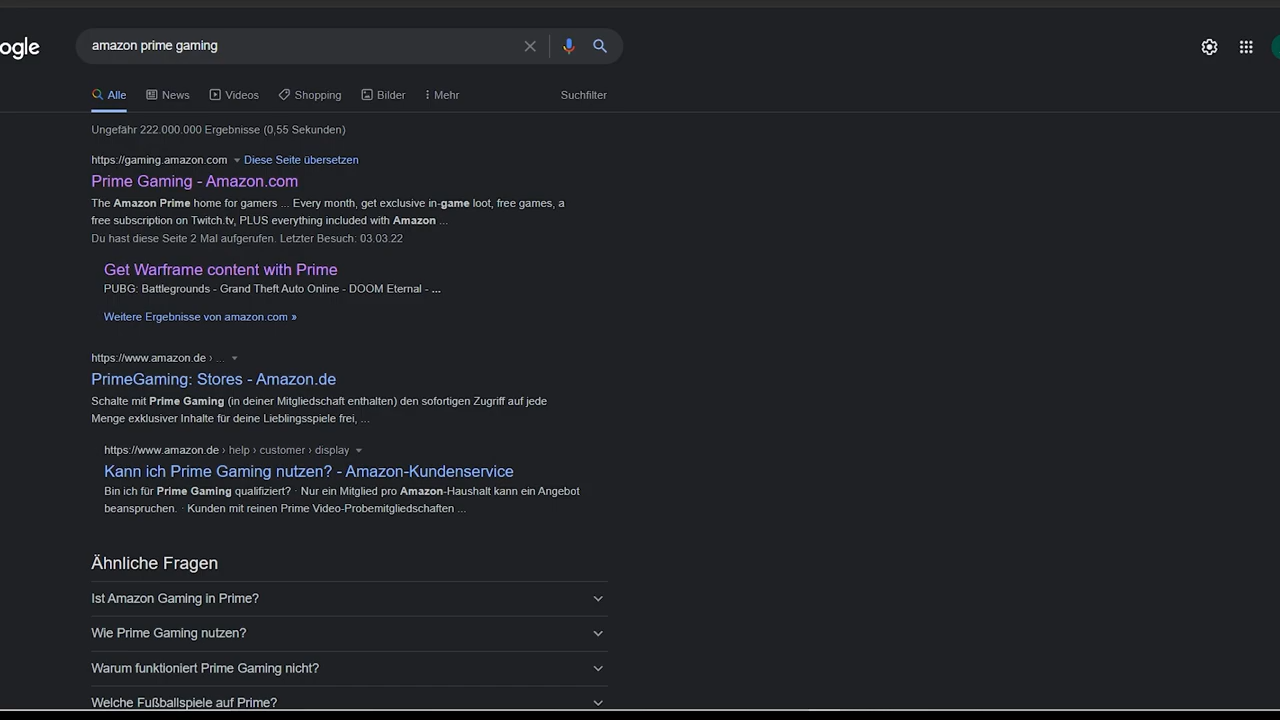 ogle
amazon prime gaming
Alle News Videos Shopping Bilder Mehr Suchfilter
Ungefähr 222.000.000 Ergebnisse (0,55 Sekunden)
https://gaming.amazon.com Diese Seite übersetzen
Prime Gaming - Amazon.com
The Amazon Prime home for gamers ... Every month, get exclusive in-game loot, free games, a
free subscription on Twitch.tv, PLUS everything included with Amazon ...
Du hast diese Seite 2 Mal aufgerufen. Letzter Besuch: 03.03.22
Get Warframe content with Prime
PUBG: Battlegrounds - Grand Theft Auto Online - DOOM Eternal - ...
Weitere Ergebnisse von amazon.com »
https://www.amazon.de › ...
PrimeGaming: Stores - Amazon.de
Schalte mit Prime Gaming (in deiner Mitgliedschaft enthalten) den sofortigen Zugriff auf jede
Menge exklusiver Inhalte für deine Lieblingsspiele frei, ...
https://www.amazon.de › help › customer › display
Kann ich Prime Gaming nutzen? - Amazon-Kundenservice
Bin ich für Prime Gaming qualifiziert? · Nur ein Mitglied pro Amazon-Haushalt kann ein Angebot
beanspruchen. · Kunden mit reinen Prime Video-Probemitgliedschaften ...
Ähnliche Fragen
Ist Amazon Gaming in Prime?
Wie Prime Gaming nutzen?
Warum funktioniert Prime Gaming nicht?
Welche Fußballspiele auf Prime?